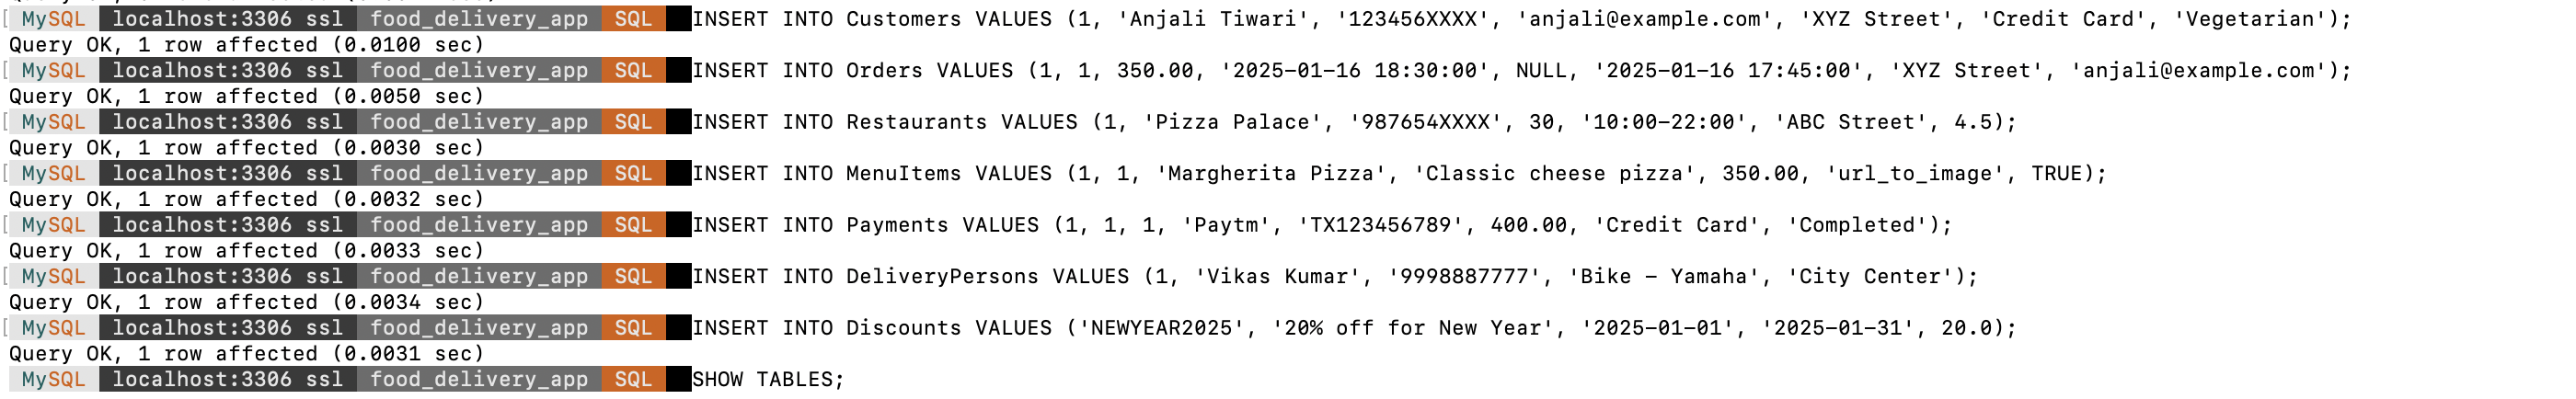 MySQL localhost:3306 ssl food_delivery_app SQL INSERT INTO Customers VALUES (1, 'Anjali Tiwari', '123456XXXX', 'anjali@example.com', 'XYZ Street', 'Credit Card', 'Vegetarian');
Query OK, 1 row affected (0.0100 sec)
MySQL localhost:3306 ssl food_delivery_app SQL INSERT INTO Orders VALUES (1, 1, 350.00, '2025-01-16 18:30:00', NULL, '2025-01-16 17:45:00', 'XYZ Street', 'anjali@example.com');
Query OK, 1 row affected (0.0050 sec)
MySQL localhost:3306 ssl food_delivery_app SQL INSERT INTO Restaurants VALUES (1, 'Pizza Palace', '987654XXXX', 30, '10:00-22:00', 'ABC Street', 4.5);
Query OK, 1 row affected (0.0030 sec)
MySQL localhost:3306 ssl food_delivery_app SQL INSERT INTO MenuItems VALUES (1, 1, 'Margherita Pizza', 'Classic cheese pizza', 350.00, 'url_to_image', TRUE);
Query OK, 1 row affected (0.0032 sec)
MySQL localhost:3306 ssl food_delivery_app SQL INSERT INTO Payments VALUES (1, 1, 1, 'Paytm', 'TX123456789', 400.00, 'Credit Card', 'Completed');
Query OK, 1 row affected (0.0033 sec)
MySQL localhost:3306 ssl food_delivery_app SQL INSERT INTO DeliveryPersons VALUES (1, 'Vikas Kumar', '9998887777', 'Bike – Yamaha', 'City Center');
Query OK, 1 row affected (0.0034 sec)
MySQL localhost:3306 ssl food_delivery_app SQL INSERT INTO Discounts VALUES ('NEWYEAR2025', '20% off for New Year', '2025-01-01', '2025-01-31', 20.0);
Query OK, 1 row affected (0.0031 sec)
MySQL localhost:3306 ssl food_delivery_app SQL SHOW TABLES;